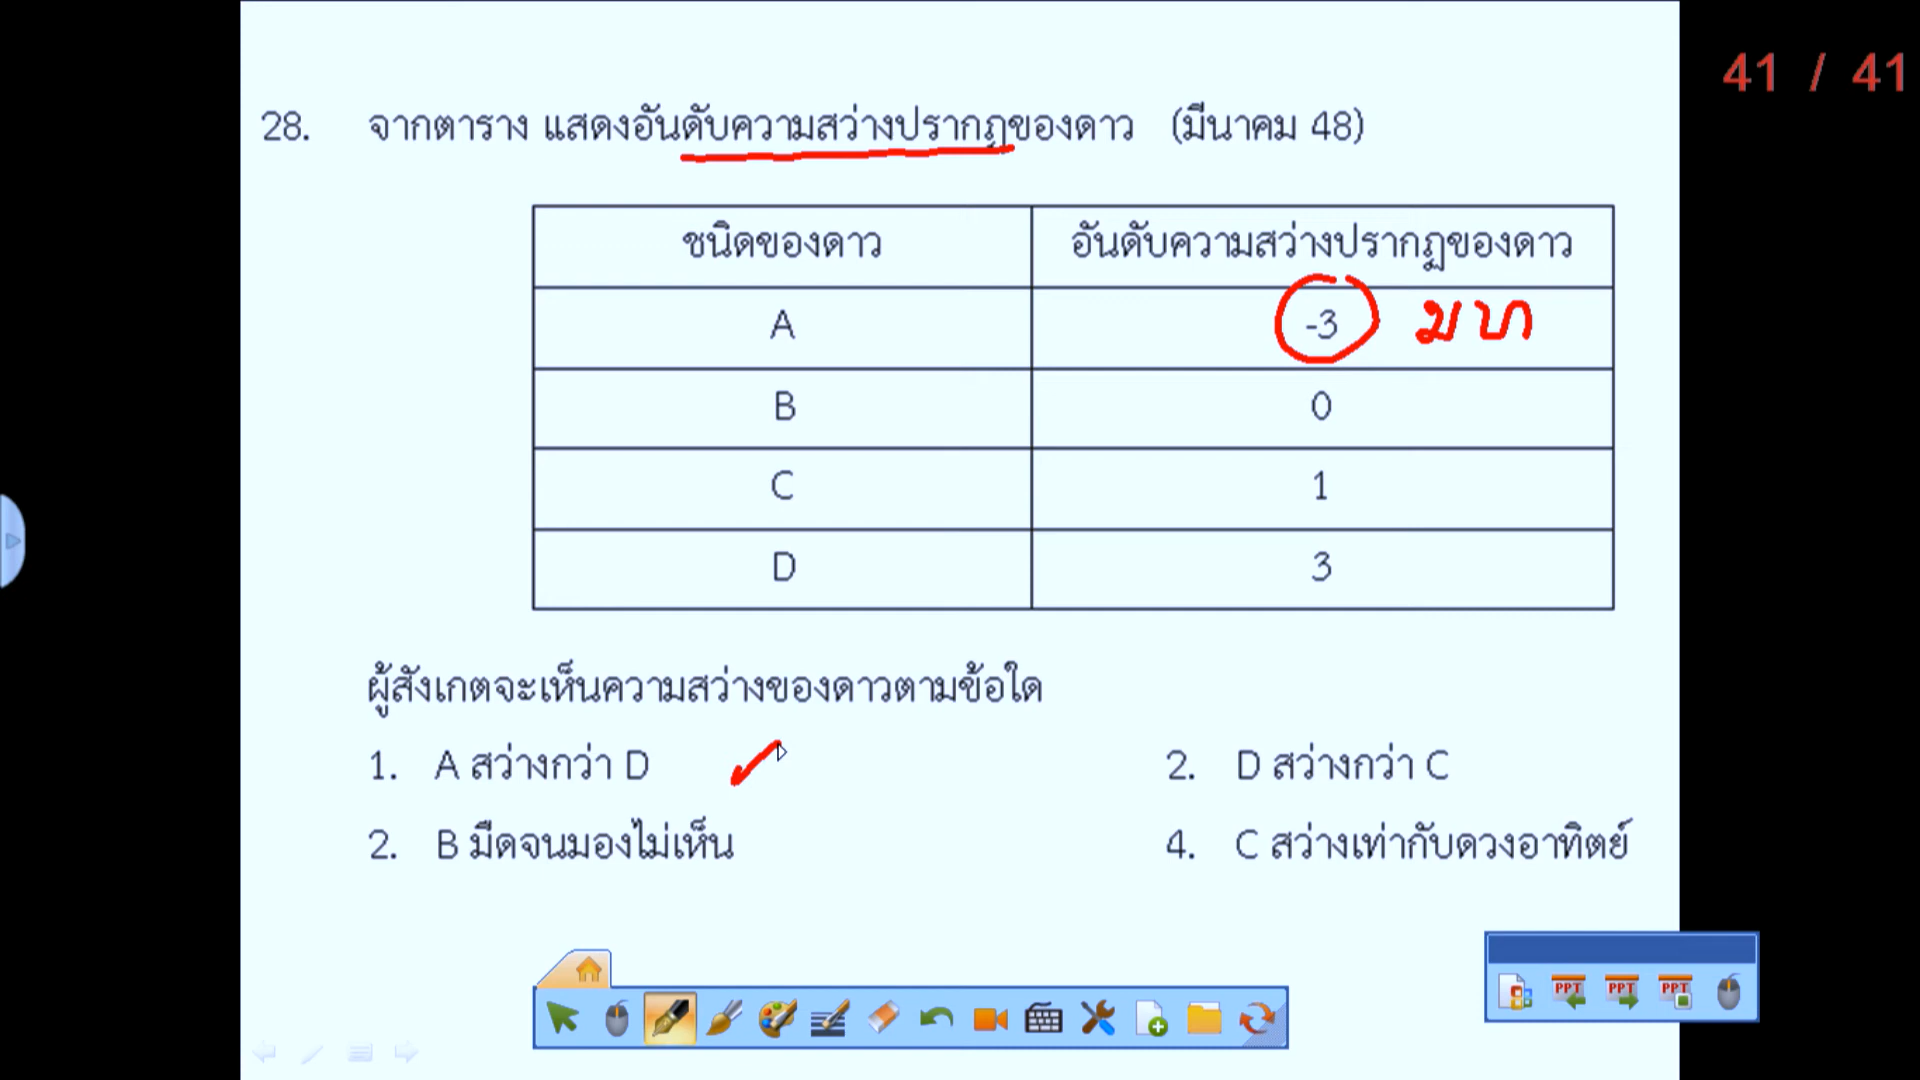 41 / 41
28. จากตาราง แสดงอันดับความสว่างปรากฏของดาว (มีนาคม 48)
ชนิดของดาว อันดับความสว่างปรากฏของดาว
A -3
B 0
C 1
D 3
ผู้สังเกตจะเห็นความสว่างของดาวตามข้อใด
1. A สว่างกว่า D 2. D สว่างกว่า C
2. B มืดจนมองไม่เห็น 4. C สว่างเท่ากับดวงอาทิตย์
PPT PPT PPT